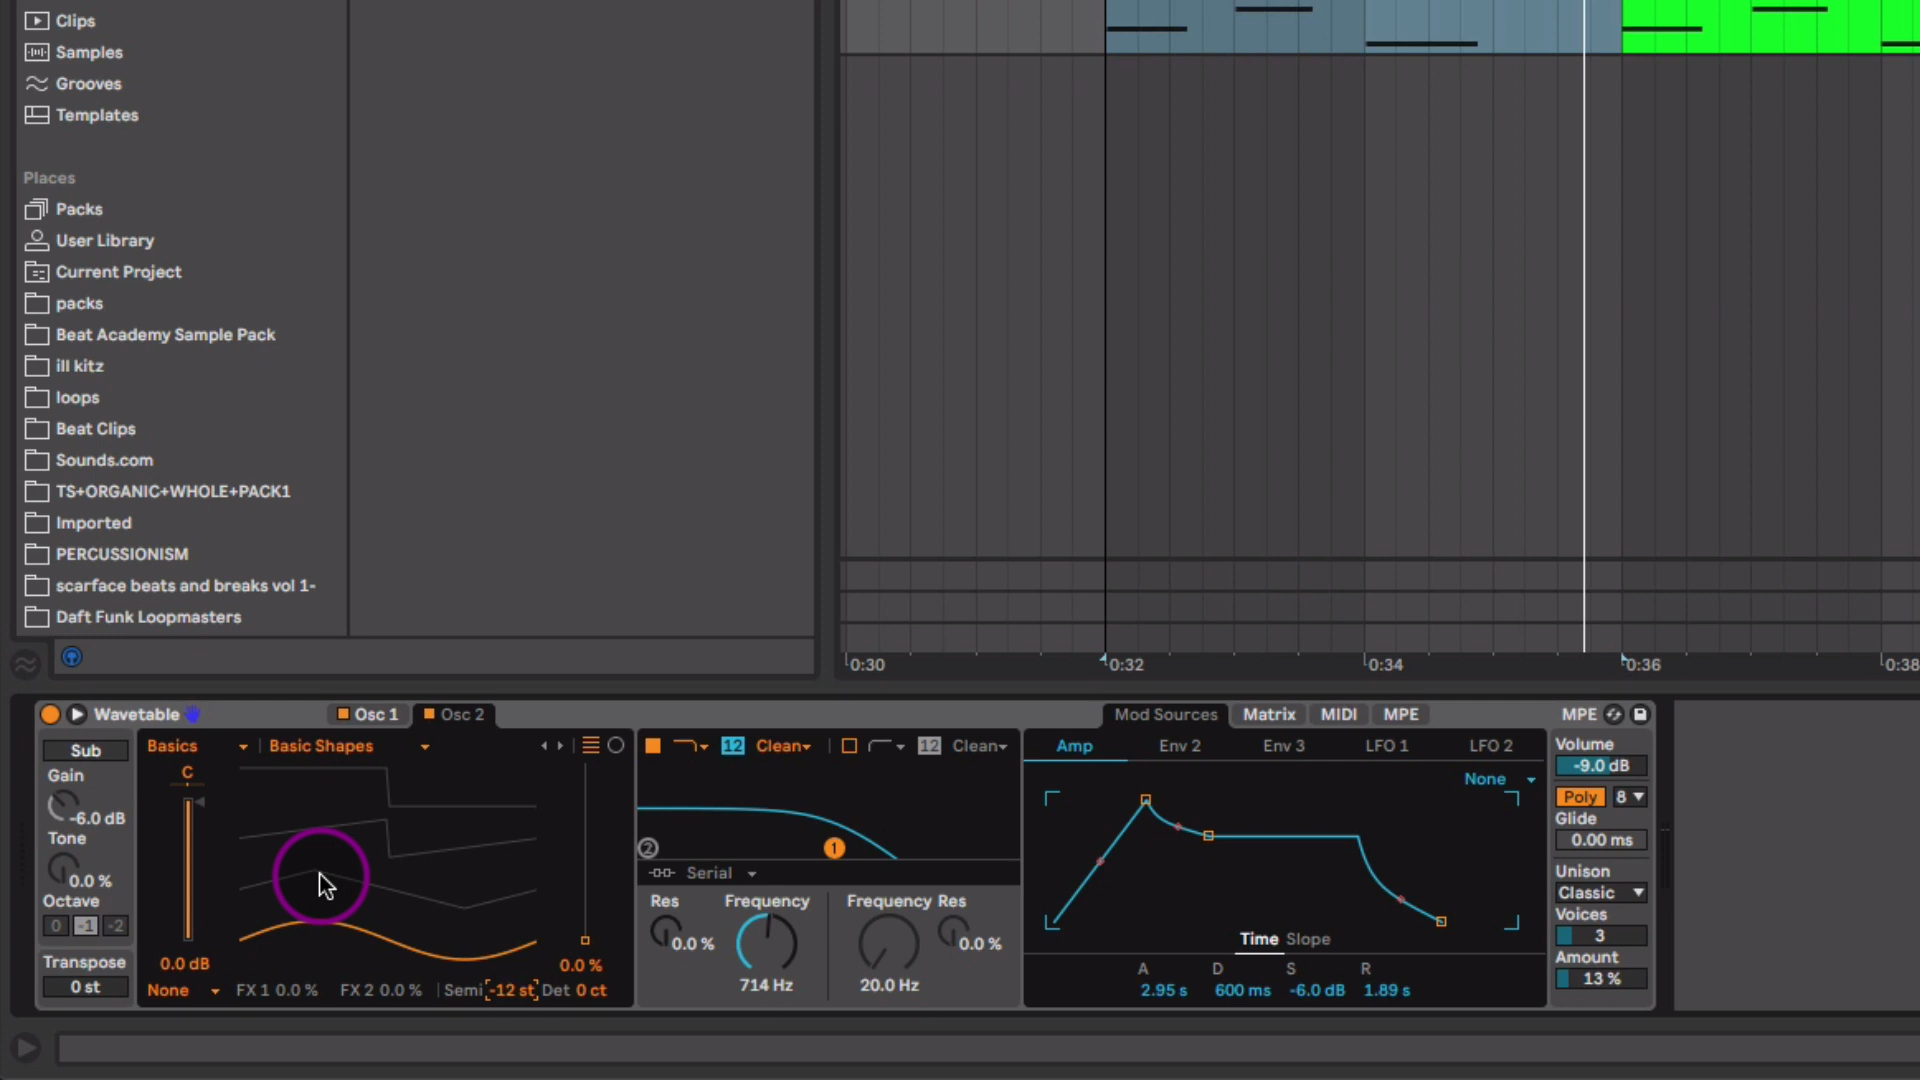 Clips
Samples
Grooves
Templates
Places
Packs
User Library
Current Project
packs
Beat Academy Sample Pack
ill kitz
loops
Beat Clips
Sounds.com
TS+ORGANIC+WHOLE+PACK1
Imported
PERCUSSIONISM
scarface beats and breaks vol 1-
Daft Funk Loopmasters
0:30 0:32 0:34 0:36 0:38
Wavetable Osc 1 Osc 2 Mod Sources Matrix MIDI MPE MPE
Sub Basics Basic Shapes 12 Clean 12 Clean Amp Env 2 Env 3 LFO 1 LFO 2 Volume
-9.0 dB
Gain C None
-6.0 dB Poly 8
Tone Glide
0.00 ms
2 1
0.0 % Serial Unison
Octave Classic
0 -1 -2 Res Frequency Frequency Res Voices
0.0 % 0.0 % 3
Time Slope
Transpose 0.0 dB 0.0 % A D S R Amount
0 st None FX 1 0.0 % FX 2 0.0 % Semi -12 st Det 0 ct 714 Hz 20.0 Hz 2.95 s 600 ms -6.0 dB 1.89 s 13 %